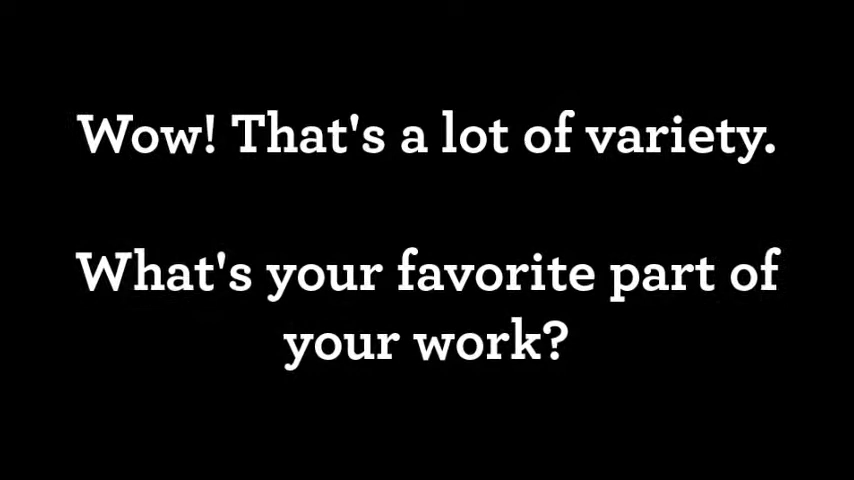 Wow! That's a lot of variety.
What's your favorite part of
your work?